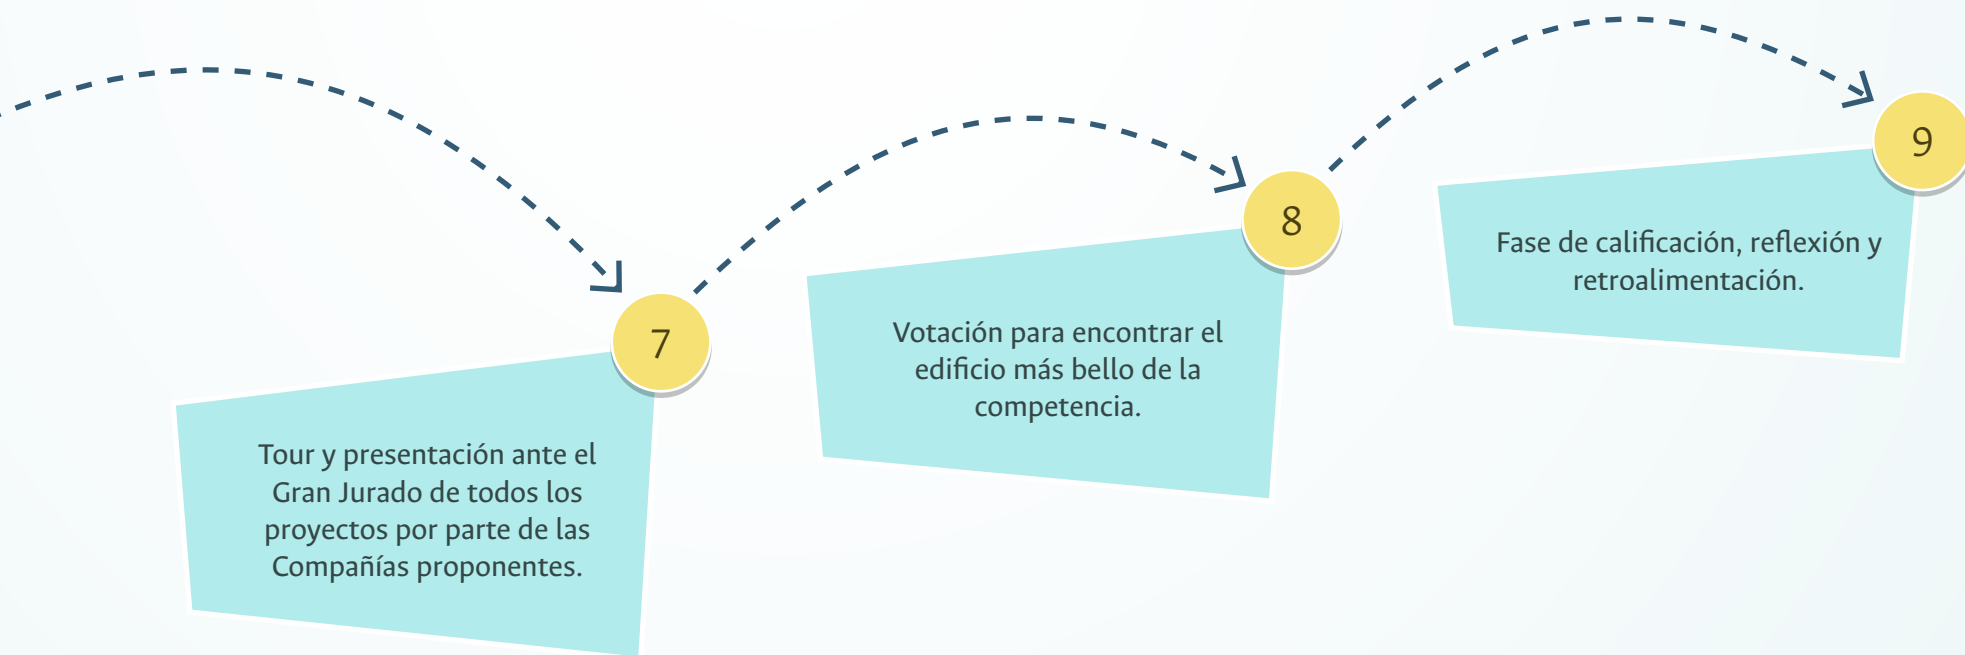 7
Tour y presentación ante el
Gran Jurado de todos los
proyectos por parte de las
Compañías proponentes.
8
Votación para encontrar el
edificio más bello de la
competencia.
9
Fase de calificación, reflexión y
retroalimentación.